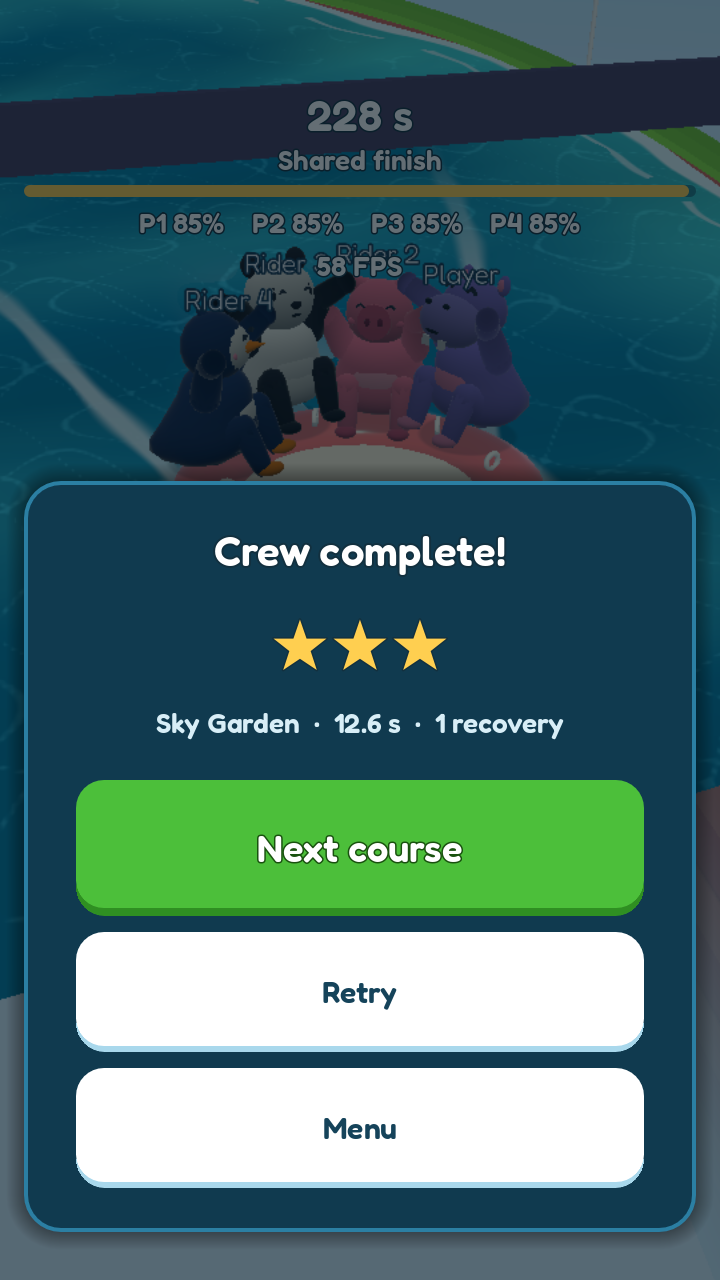 228 s
Shared finish
P1 85% P2 85% P3 85% P4 85%
Rider 2
Rider
58 FPS
Player
Rider 4
Crew complete!
Sky Garden · 12.6 s · 1 recovery
Next course
Retry
Menu